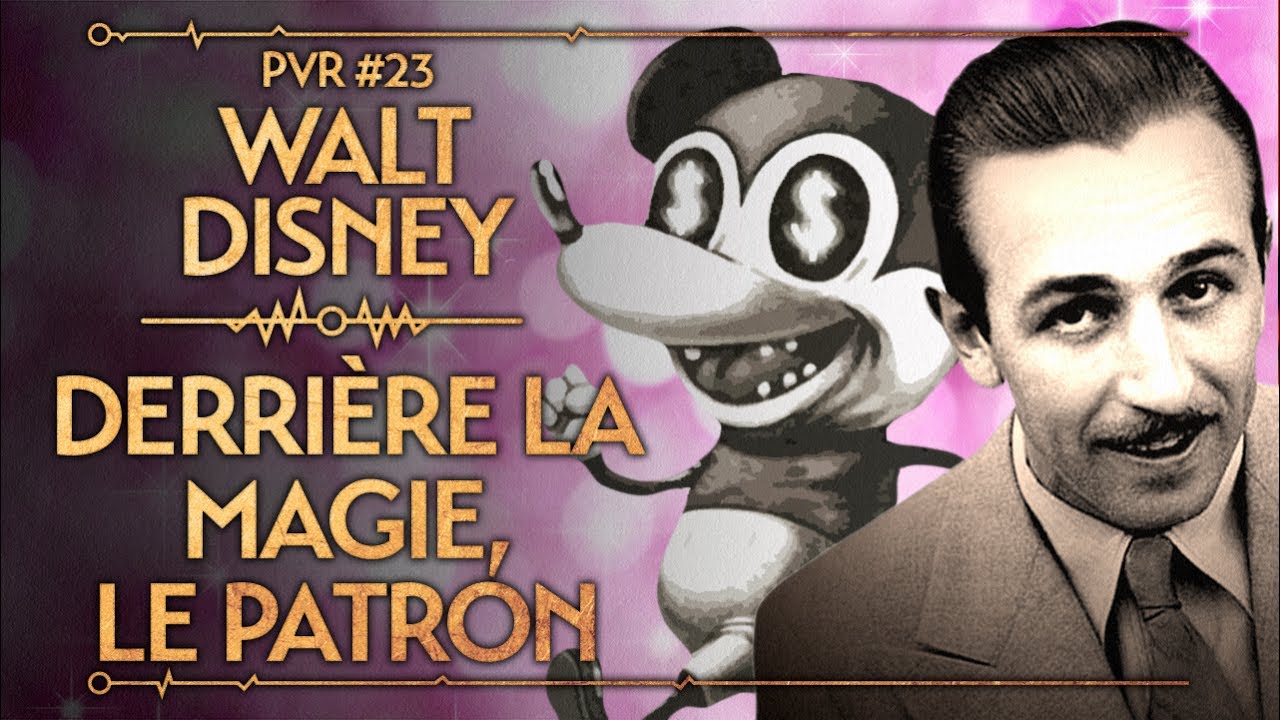 PVR #23
WALT
DISNEY
DERRIÈRE LA
MAGIE,
LE PATRÓN
$ $